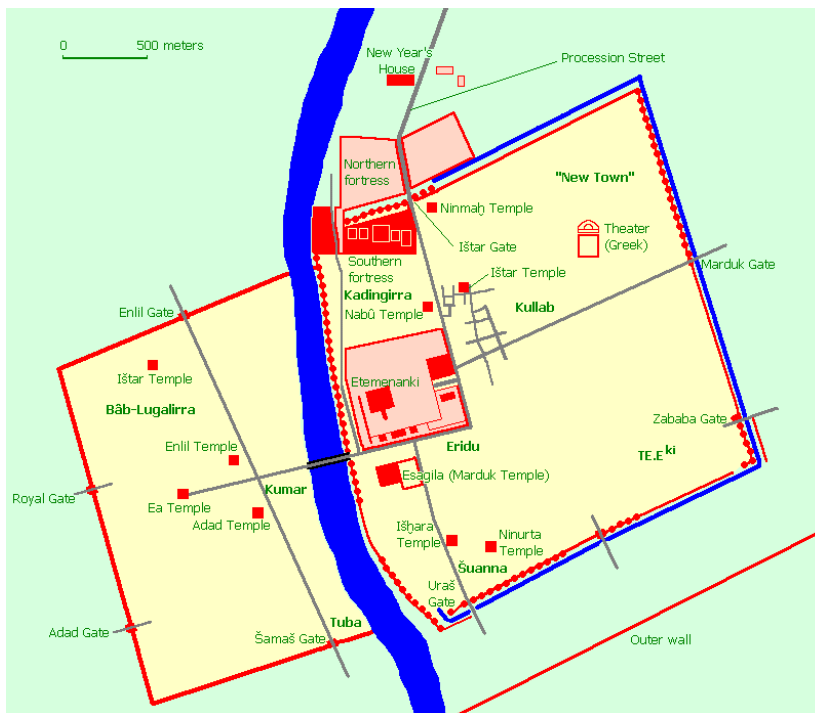 0
500 meters
New Year's
House
Procession Street
Northern
fortress
"New Town"
Ninmaḫ Temple
Theater
(Greek)
Ištar Gate
Southern
fortress
Ištar Temple
Marduk Gate
Kadingirra
Nabû Temple
Kullab
Enlil Gate
Ištar Temple
Etemenanki
Bâb-Lugalirra
Zababa Gate
Enlil Temple
Eridu
TE.E ki
Esagila (Marduk Temple)
Royal Gate
Kumar
Ea Temple
Adad Temple
Išḫara
Temple
Ninurta
Temple
Šuanna
Uraš
Gate
Tuba
Adad Gate
Šamaš Gate
Outer wall